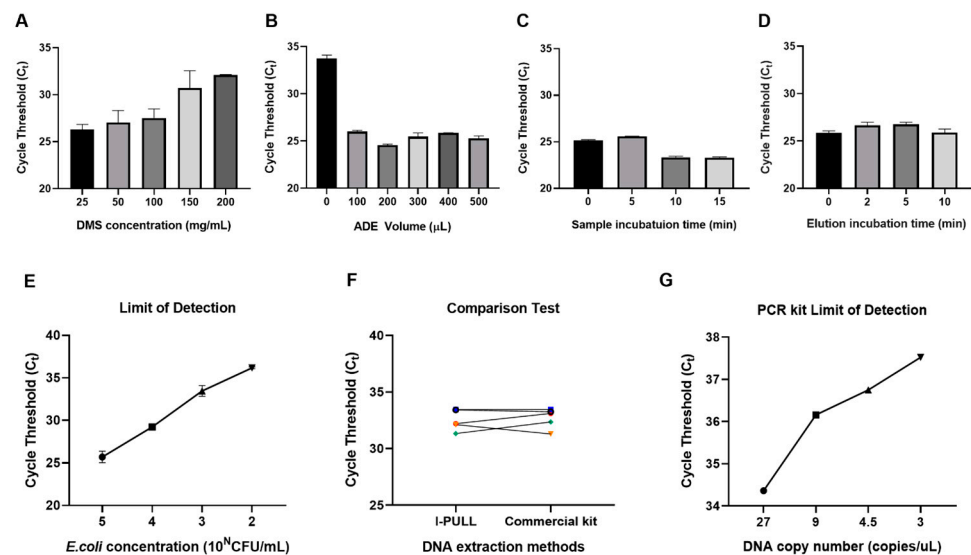 A
Cycle Threshold (Ct)
35
30
25
20
25 50 100 150 200
DMS concentration (mg/mL)
B
Cycle Threshold (Ct)
35
30
25
20
0 100 200 300 400 500
ADE Volume (μL)
C
Cycle Threshold (Ct)
35
30
25
20
0 5 10 15
Sample incubatuion time (min)
D
Cycle Threshold (Ct)
35
30
25
20
0 2 5 10
Elution incubation time (min)
E
Limit of Detection
Cycle Threshold (Ct)
40
35
30
25
20
5 4 3 2
E.coli concentration (10^N CFU/mL)
F
Comparison Test
Cycle Threshold (Ct)
40
35
30
25
I-PULL Commercial kit
DNA extraction methods
G
PCR kit Limit of Detection
Cycle Threshold (Ct)
38
37
36
35
34
27 9 4.5 3
DNA copy number (copies/uL)